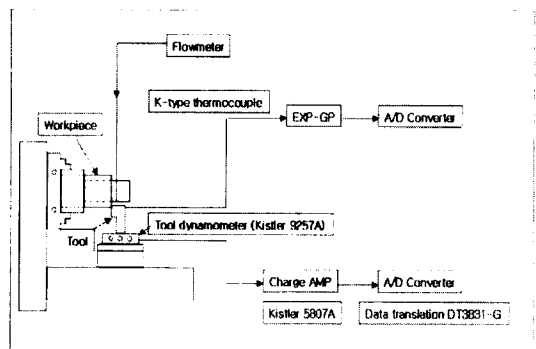 Flowmeter
K-type thermocouple
EXP-GP
A/D Converter
Workpiece
Tool dynamometer (Kistler 9257A)
Tool
Charge AMP
A/D Converter
Kistler 5807A
Data translation DT3831-G